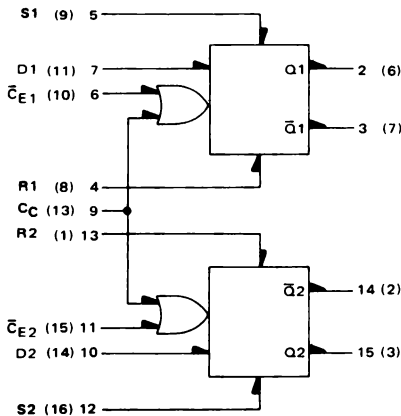 S1 (9) 5
D1 (11) 7 Q1 2 (6)
C̄E1 (10) 6
Q̄1 3 (7)
R1 (8) 4
CC (13) 9
R2 (1) 13
Q̄2 14 (2)
C̄E2 (15) 11
D2 (14) 10 Q2 15 (3)
S2 (16) 12